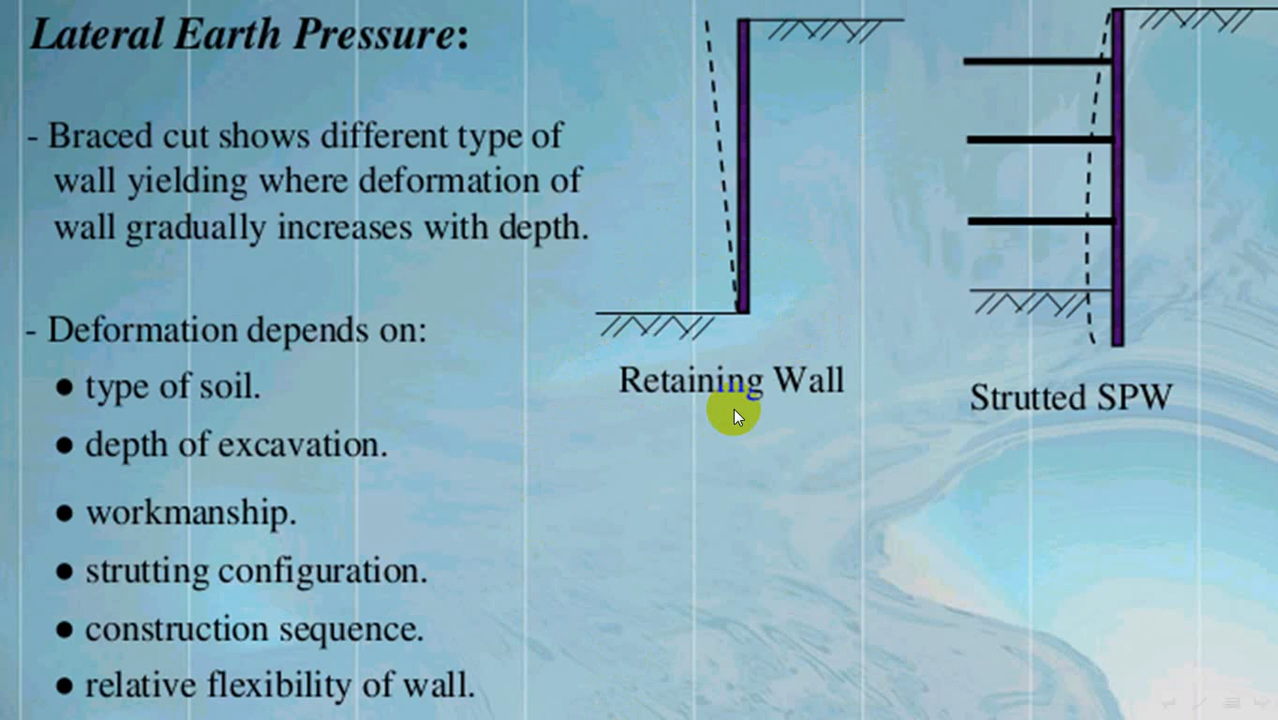 Lateral Earth Pressure:
- Braced cut shows different type of
wall yielding where deformation of
wall gradually increases with depth.
- Deformation depends on:
● type of soil.
● depth of excavation.
● workmanship.
● strutting configuration.
● construction sequence.
● relative flexibility of wall.
Retaining Wall
Strutted SPW